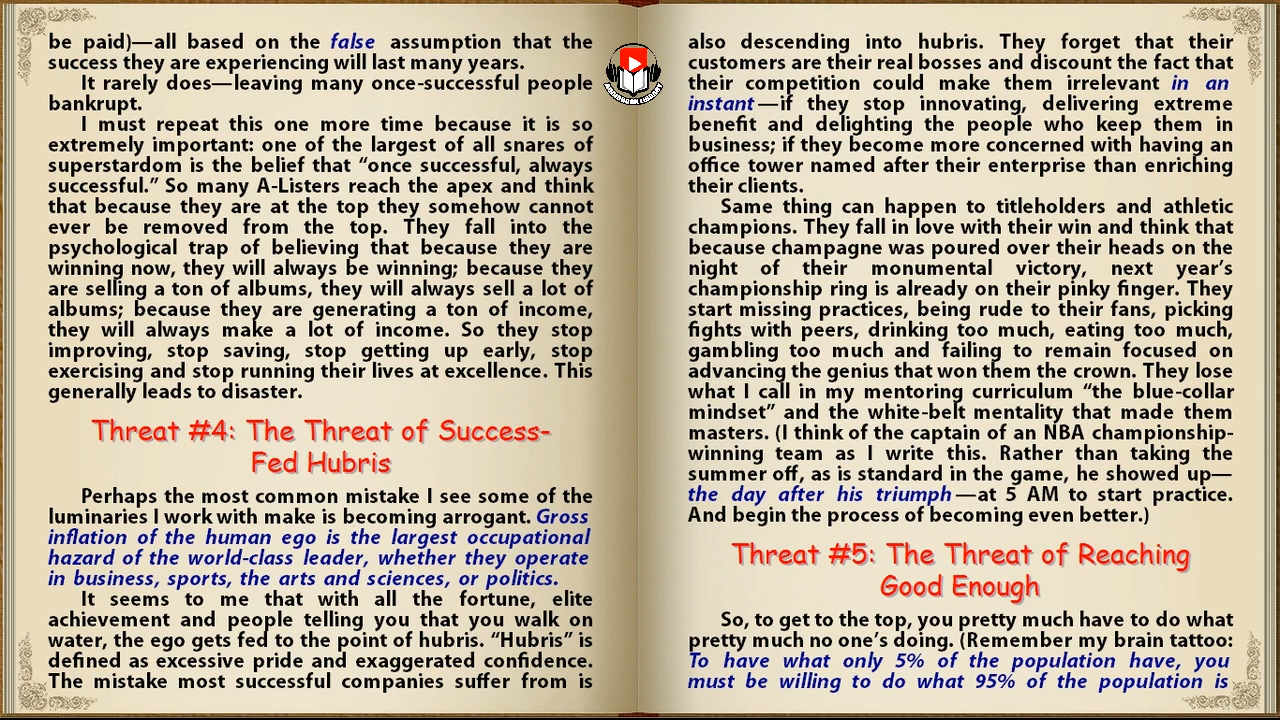 be paid)—all based on the false assumption that the
success they are experiencing will last many years.
It rarely does—leaving many once-successful people
bankrupt.
I must repeat this one more time because it is so
extremely important: one of the largest of all snares of
superstardom is the belief that “once successful, always
successful.” So many A-Listers reach the apex and think
that because they are at the top they somehow cannot
ever be removed from the top. They fall into the
psychological trap of believing that because they are
winning now, they will always be winning; because they
are selling a ton of albums, they will always sell a lot of
albums; because they are generating a ton of income,
they will always make a lot of income. So they stop
improving, stop saving, stop getting up early, stop
exercising and stop running their lives at excellence. This
generally leads to disaster.
Threat #4: The Threat of Success-
Fed Hubris
Perhaps the most common mistake I see some of the
luminaries I work with make is becoming arrogant. Gross
inflation of the human ego is the largest occupational
hazard of the world-class leader, whether they operate
in business, sports, the arts and sciences, or politics.
It seems to me that with all the fortune, elite
achievement and people telling you that you walk on
water, the ego gets fed to the point of hubris. “Hubris” is
defined as excessive pride and exaggerated confidence.
The mistake most successful companies suffer from is
also descending into hubris. They forget that their
customers are their real bosses and discount the fact that
their competition could make them irrelevant in an
instant—if they stop innovating, delivering extreme
benefit and delighting the people who keep them in
business; if they become more concerned with having an
office tower named after their enterprise than enriching
their clients.
Same thing can happen to titleholders and athletic
champions. They fall in love with their win and think that
because champagne was poured over their heads on the
night of their monumental victory, next year’s
championship ring is already on their pinky finger. They
start missing practices, being rude to their fans, picking
fights with peers, drinking too much, eating too much,
gambling too much and failing to remain focused on
advancing the genius that won them the crown. They lose
what I call in my mentoring curriculum “the blue-collar
mindset” and the white-belt mentality that made them
masters. (I think of the captain of an NBA championship-
winning team as I write this. Rather than taking the
summer off, as is standard in the game, he showed up—
the day after his triumph—at 5 AM to start practice.
And begin the process of becoming even better.)
Threat #5: The Threat of Reaching
Good Enough
So, to get to the top, you pretty much have to do what
pretty much no one’s doing. (Remember my brain tattoo:
To have what only 5% of the population have, you
must be willing to do what 95% of the population is